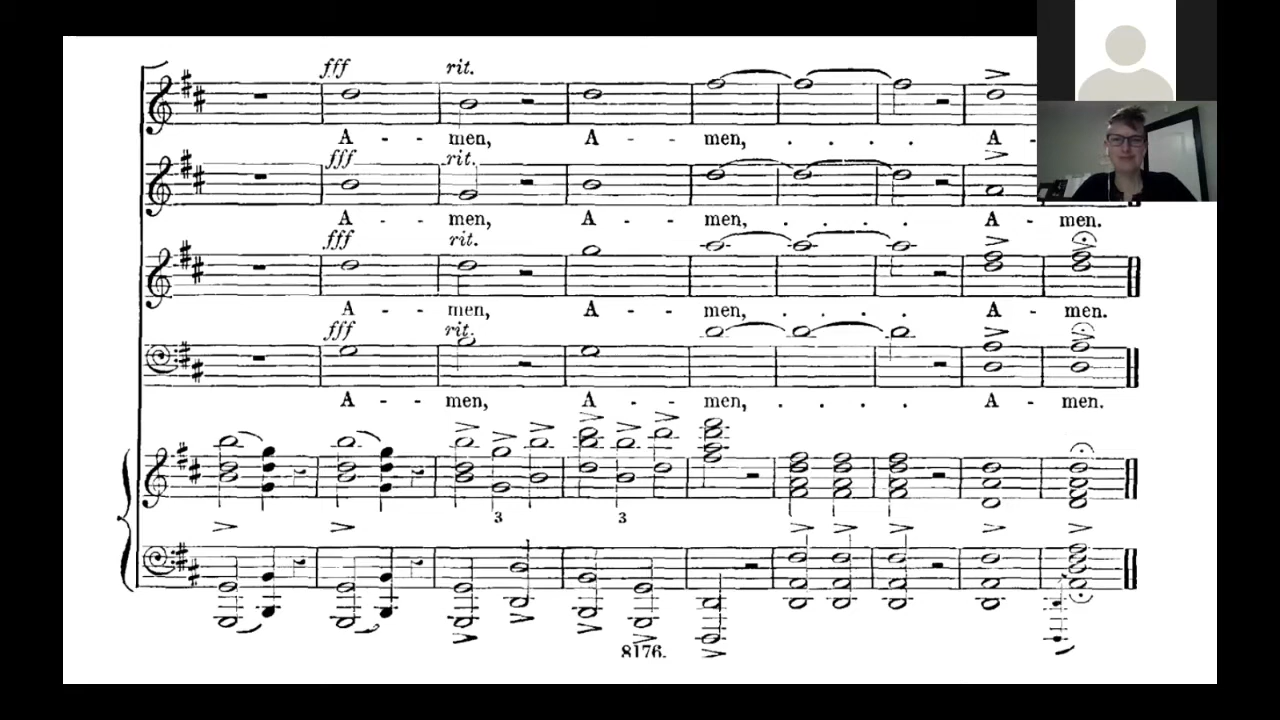 fff rit.
A - - men, A - - men, . . . . A -
fff rit.
A - - men, A - - men, . . . . A - men.
fff rit.
A - - men, A - - men, . . . . A - men.
fff rit.
A - - men, A - - men, . . . . A - men.
3 3
8176.